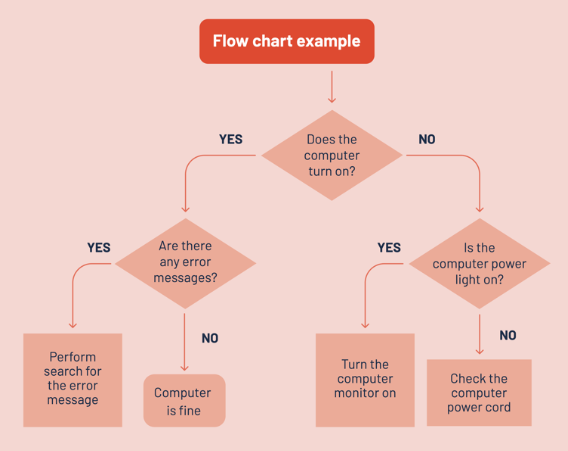 Flow chart example
Does the
computer
turn on?
YES
NO
Are there
any error
messages?
YES
NO
Perform
search for
the error
message
Computer
is fine
Is the
computer power
light on?
YES
NO
Turn the
computer
monitor on
Check the
computer
power cord